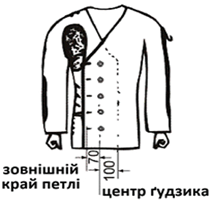 70
100
зовнішній
край петлі
центр ґудзика